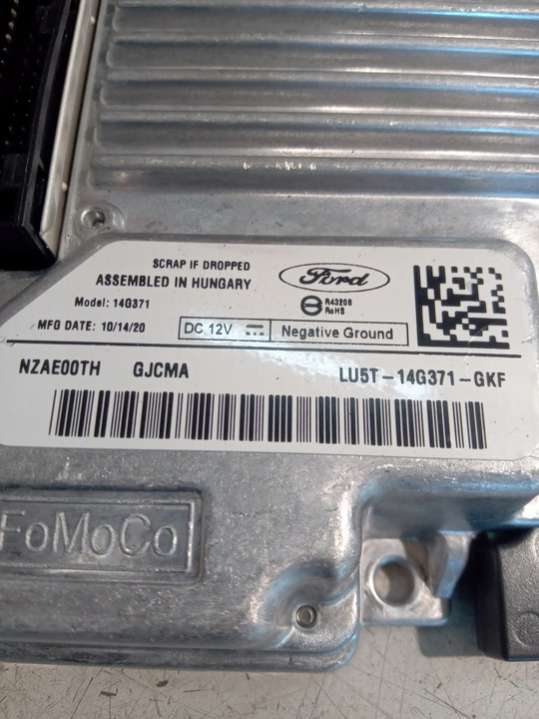 SCRAP IF DROPPED
ASSEMBLED IN HUNGARY
Model: 14G371
MFG DATE: 10/14/20
Ford
R43208
RoHS
DC 12V
Negative Ground
NZAE00TH GJCMA LU5T-14G371-GKF
FoMoCo